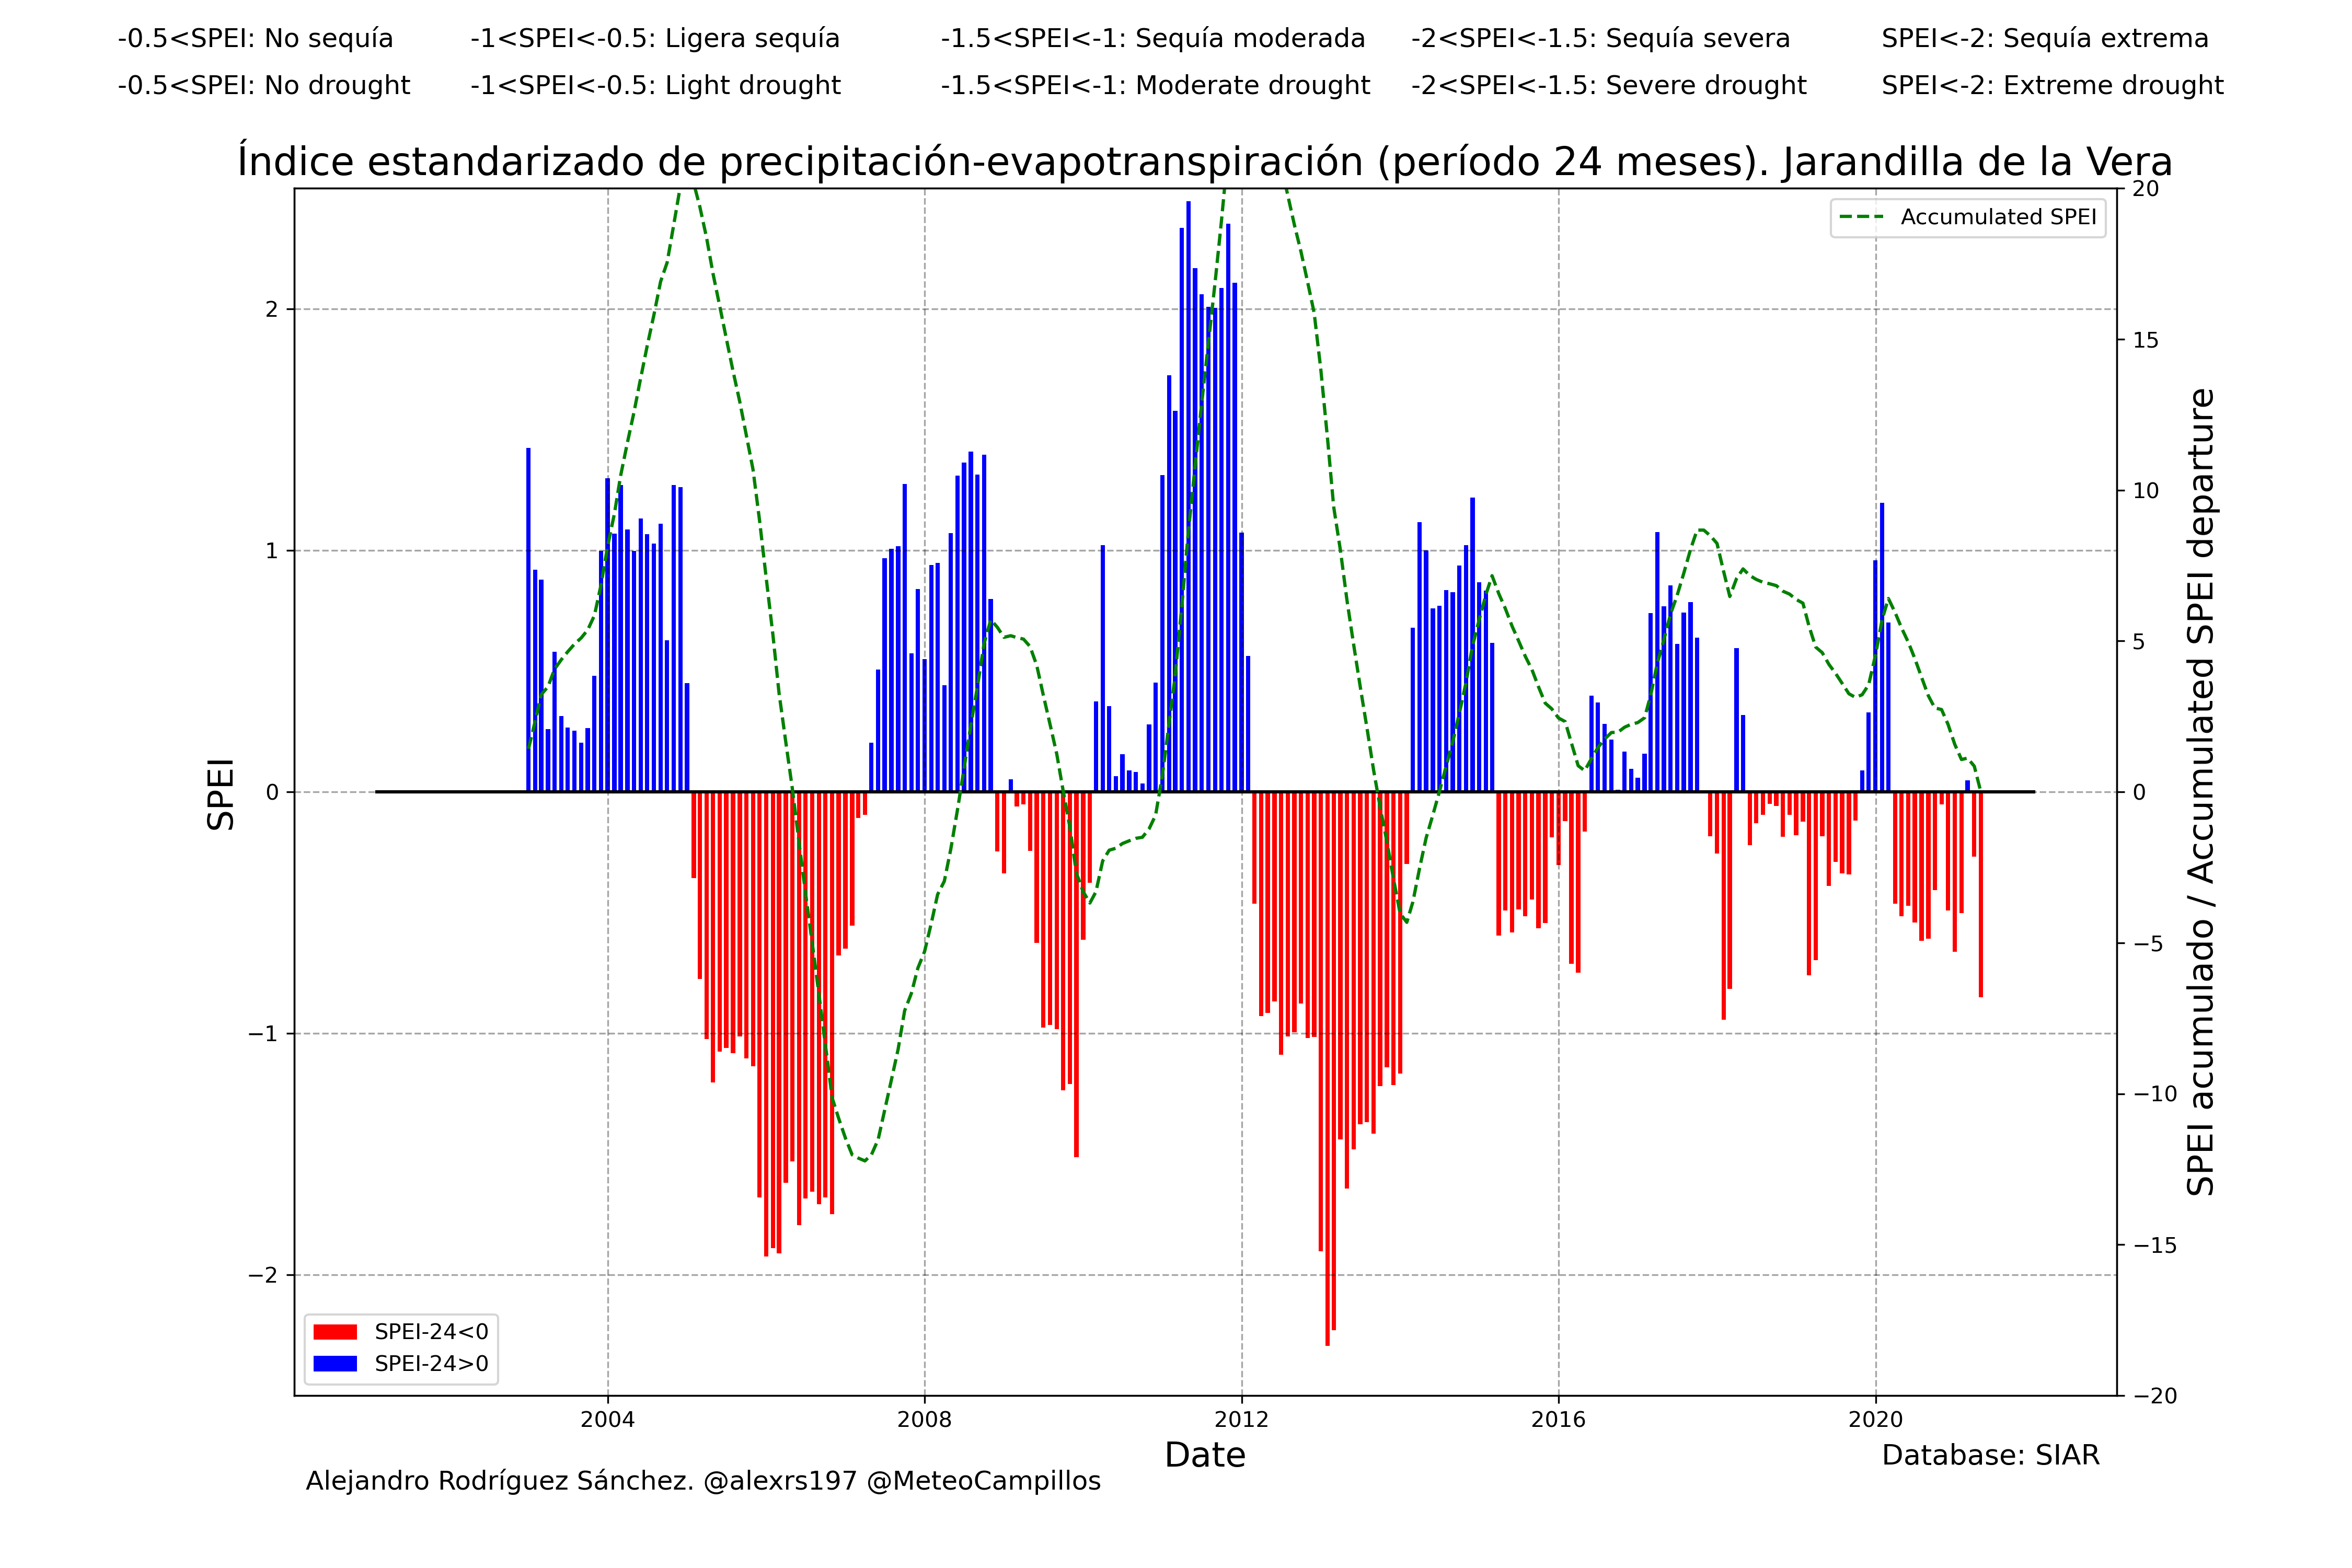 -0.5<SPEI: No sequía -1<SPEI<-0.5: Ligera sequía -1.5<SPEI<-1: Sequía moderada -2<SPEI<-1.5: Sequía severa SPEI<-2: Sequía extrema
-0.5<SPEI: No drought -1<SPEI<-0.5: Light drought -1.5<SPEI<-1: Moderate drought -2<SPEI<-1.5: Severe drought SPEI<-2: Extreme drought
Índice estandarizado de precipitación-evapotranspiración (período 24 meses). Jarandilla de la Vera
Accumulated SPEI
SPEI
2
1
0
−1
−2
20
15
10
5
0
−5
−10
−15
−20
SPEI acumulado / Accumulated SPEI departure
SPEI-24<0
SPEI-24>0
2004 2008 2012 2016 2020
Date
Database: SIAR
Alejandro Rodríguez Sánchez. @alexrs197 @MeteoCampillos